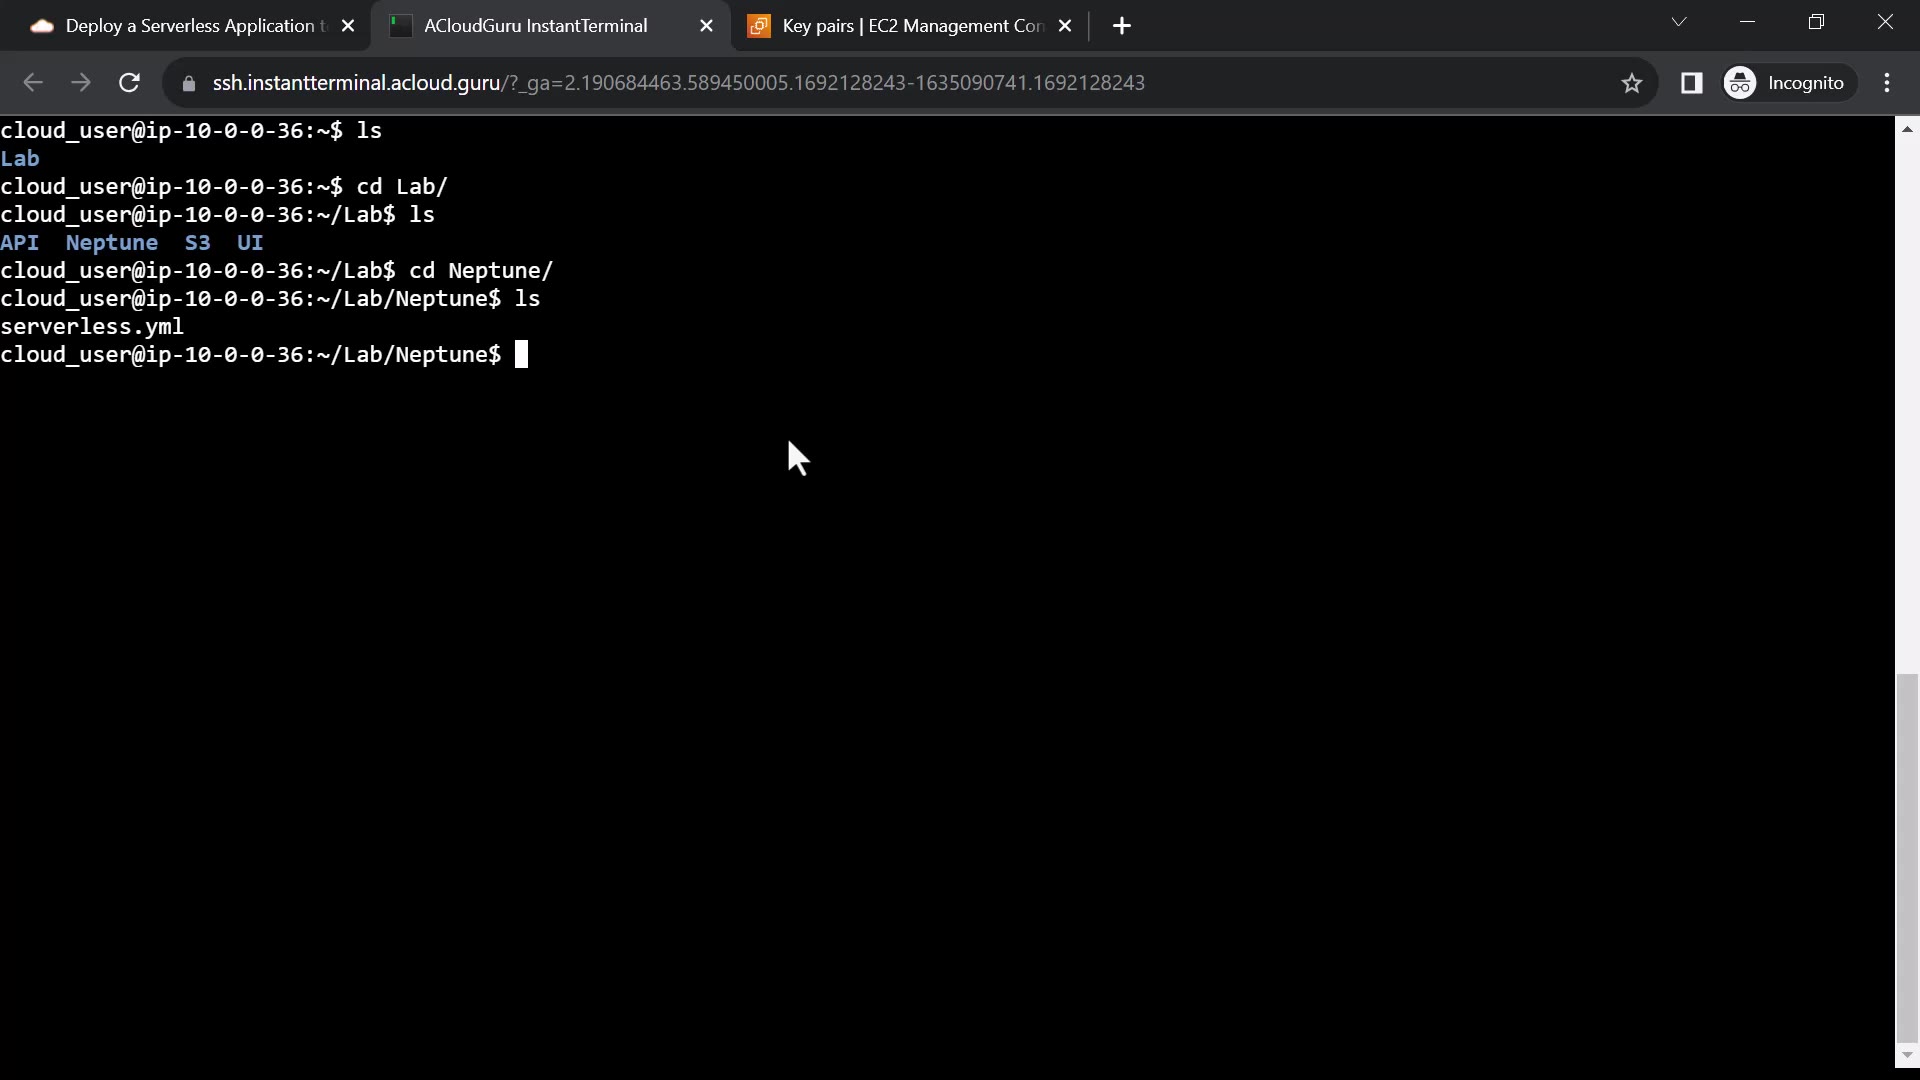 Deploy a Serverless Application t
ACloudGuru InstantTerminal
Key pairs | EC2 Management Con
ssh.instantterminal.acloud.guru/?_ga=2.190684463.589450005.1692128243-1635090741.1692128243
Incognito
cloud_user@ip-10-0-0-36:~$ ls
Lab
cloud_user@ip-10-0-0-36:~$ cd Lab/
cloud_user@ip-10-0-0-36:~/Lab$ ls
API  Neptune  S3  UI
cloud_user@ip-10-0-0-36:~/Lab$ cd Neptune/
cloud_user@ip-10-0-0-36:~/Lab/Neptune$ ls
serverless.yml
cloud_user@ip-10-0-0-36:~/Lab/Neptune$